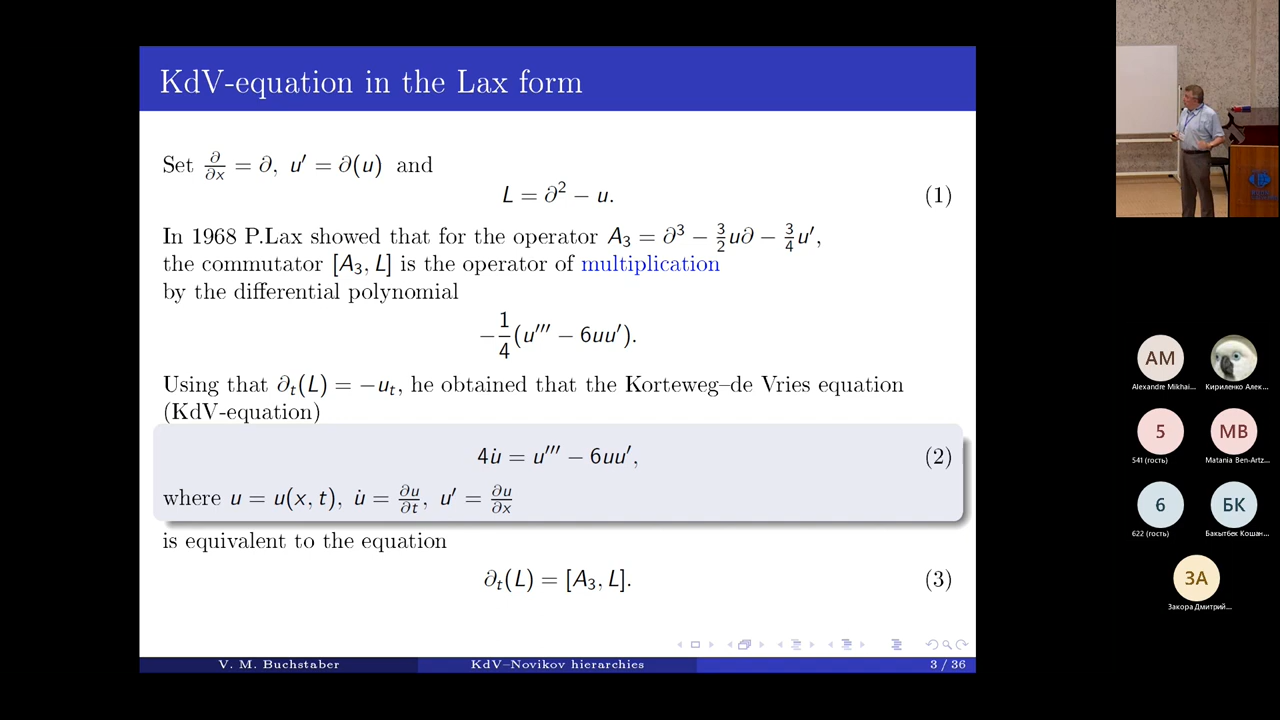 KdV-equation in the Lax form
Set ∂/∂x = ∂, u′ = ∂(u) and
L = ∂² − u. (1)
In 1968 P.Lax showed that for the operator A₃ = ∂³ − 3/2 u∂ − 3/4 u′,
the commutator [A₃, L] is the operator of multiplication
by the differential polynomial
−1/4 (u′′′ − 6uu′).
Using that ∂ₜ(L) = −uₜ, he obtained that the Korteweg–de Vries equation
(KdV-equation)
4u̇ = u′′′ − 6uu′, (2)
where u = u(x, t), u̇ = ∂u/∂t, u′ = ∂u/∂x
is equivalent to the equation
∂ₜ(L) = [A₃, L]. (3)
V. M. Buchstaber KdV–Novikov hierarchies 3 / 36
AM
Alexandre Mikhai...
Кириленко Алек...
5
541 (гость)
MB
Matania Ben-Artz...
6
622 (гость)
БК
Бакытбек Кошан...
ЗА
Закора Дмитрий...